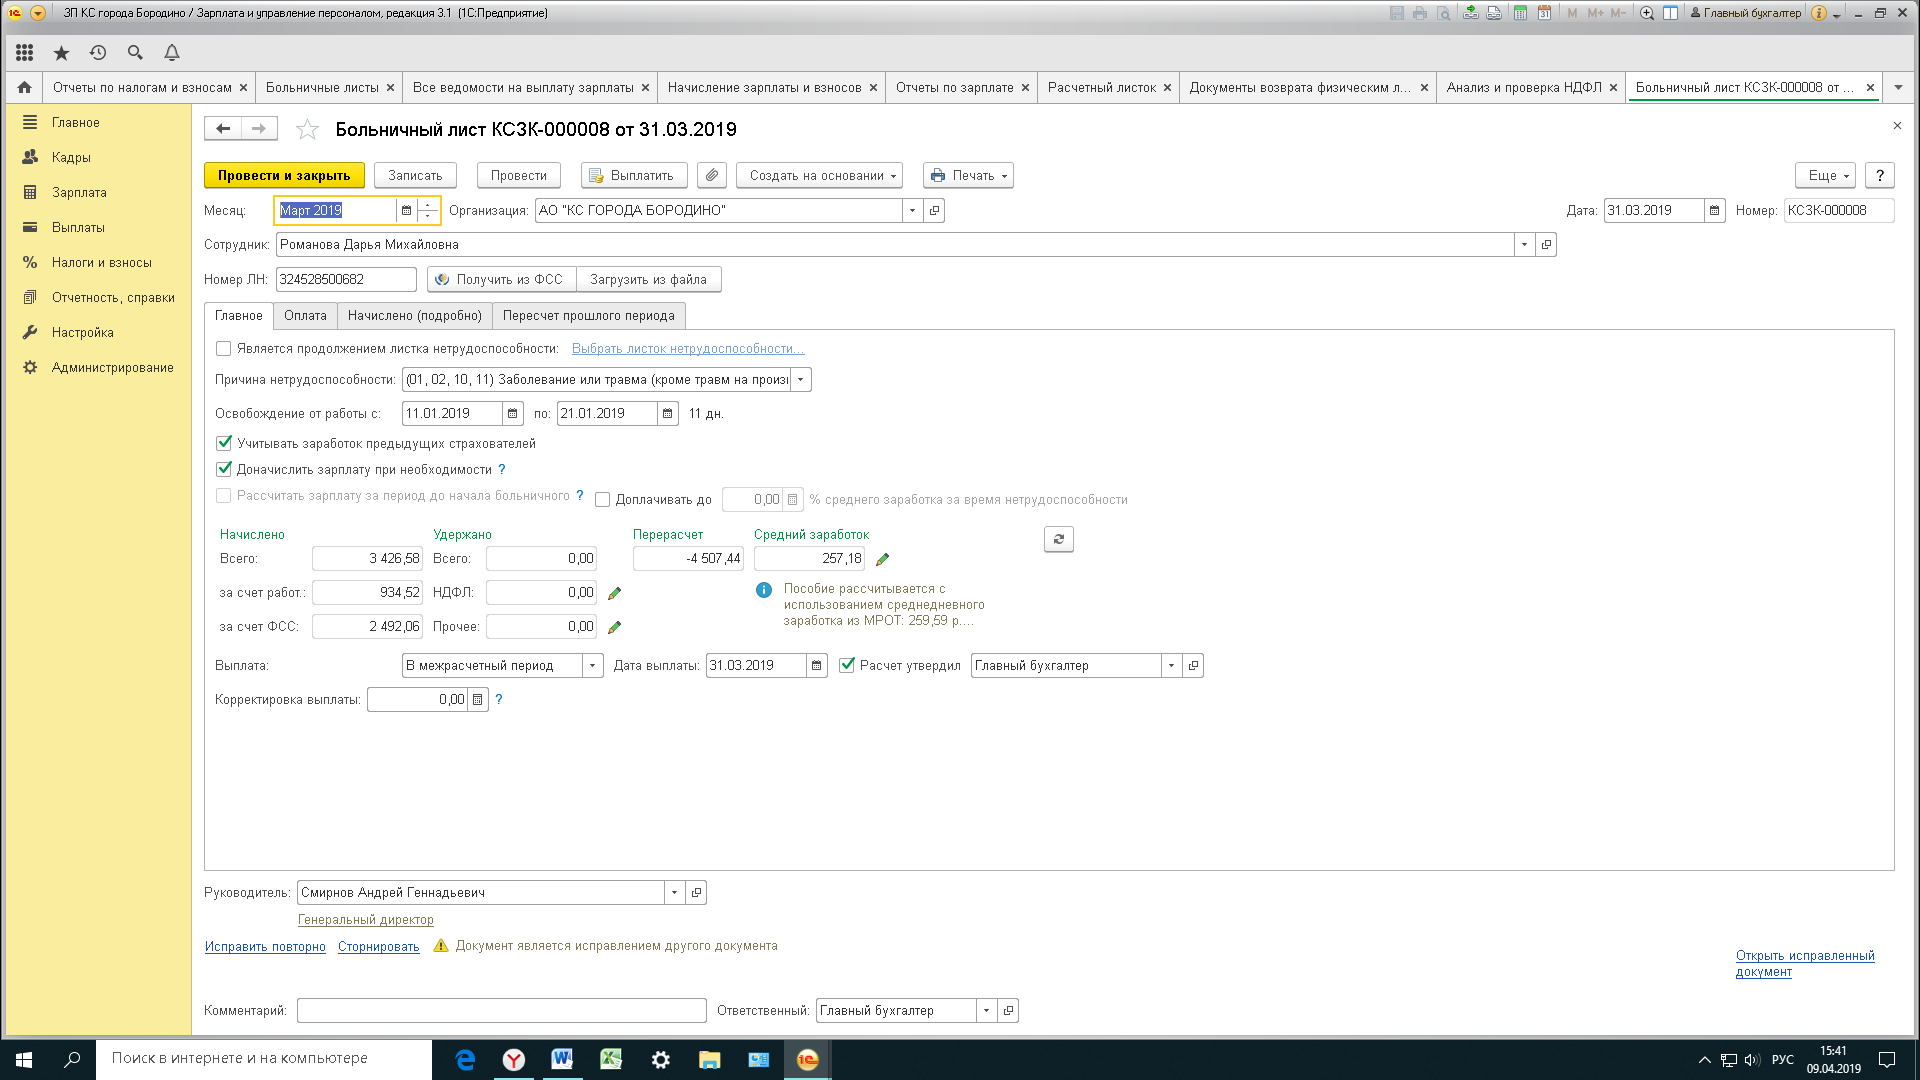 ЗП КС города Бородино / Зарплата и управление персоналом, редакция 3.1 (1С:Предприятие)
M M+ M- Главный бухгалтер
Отчеты по налогам и взносам Больничные листы Все ведомости на выплату зарплаты Начисление зарплаты и взносов Отчеты по зарплате Расчетный листок Документы возврата физическим л... Анализ и проверка НДФЛ Больничный лист КСЗК-000008 от ...
Главное
Кадры
Зарплата
Выплаты
Налоги и взносы
Отчетность, справки
Настройка
Администрирование
Больничный лист КСЗК-000008 от 31.03.2019
Провести и закрыть Записать Провести Выплатить Создать на основании Печать Еще ?
Месяц: Март 2019 Организация: АО "КС ГОРОДА БОРОДИНО" Дата: 31.03.2019 Номер: КСЗК-000008
Сотрудник: Романова Дарья Михайловна
Номер ЛН: 324528500682 Получить из ФСС Загрузить из файла
Главное Оплата Начислено (подробно) Пересчет прошлого периода
Является продолжением листка нетрудоспособности: Выбрать листок нетрудоспособности...
Причина нетрудоспособности: (01, 02, 10, 11) Заболевание или травма (кроме травм на произ
Освобождение от работы с: 11.01.2019 по: 21.01.2019 11 дн.
Учитывать заработок предыдущих страхователей
Доначислить зарплату при необходимости ?
Рассчитать зарплату за период до начала больничного ? Доплачивать до 0,00 % среднего заработка за время нетрудоспособности
Начислено Удержано Перерасчет Средний заработок
Всего: 3 426,58 Всего: 0,00 -4 507,44 257,18
за счет работ.: 934,52 НДФЛ: 0,00
за счет ФСС: 2 492,06 Прочее: 0,00
Пособие рассчитывается с
использованием среднедневного
заработка из МРОТ: 259,59 р....
Выплата: В межрасчетный период Дата выплаты: 31.03.2019 Расчет утвердил Главный бухгалтер
Корректировка выплаты: 0,00 ?
Руководитель: Смирнов Андрей Геннадьевич
Генеральный директор
Исправить повторно Сторнировать Документ является исправлением другого документа
Открыть исправленный
документ
Комментарий: Ответственный: Главный бухгалтер
Поиск в интернете и на компьютере
РУС 15:41
09.04.2019